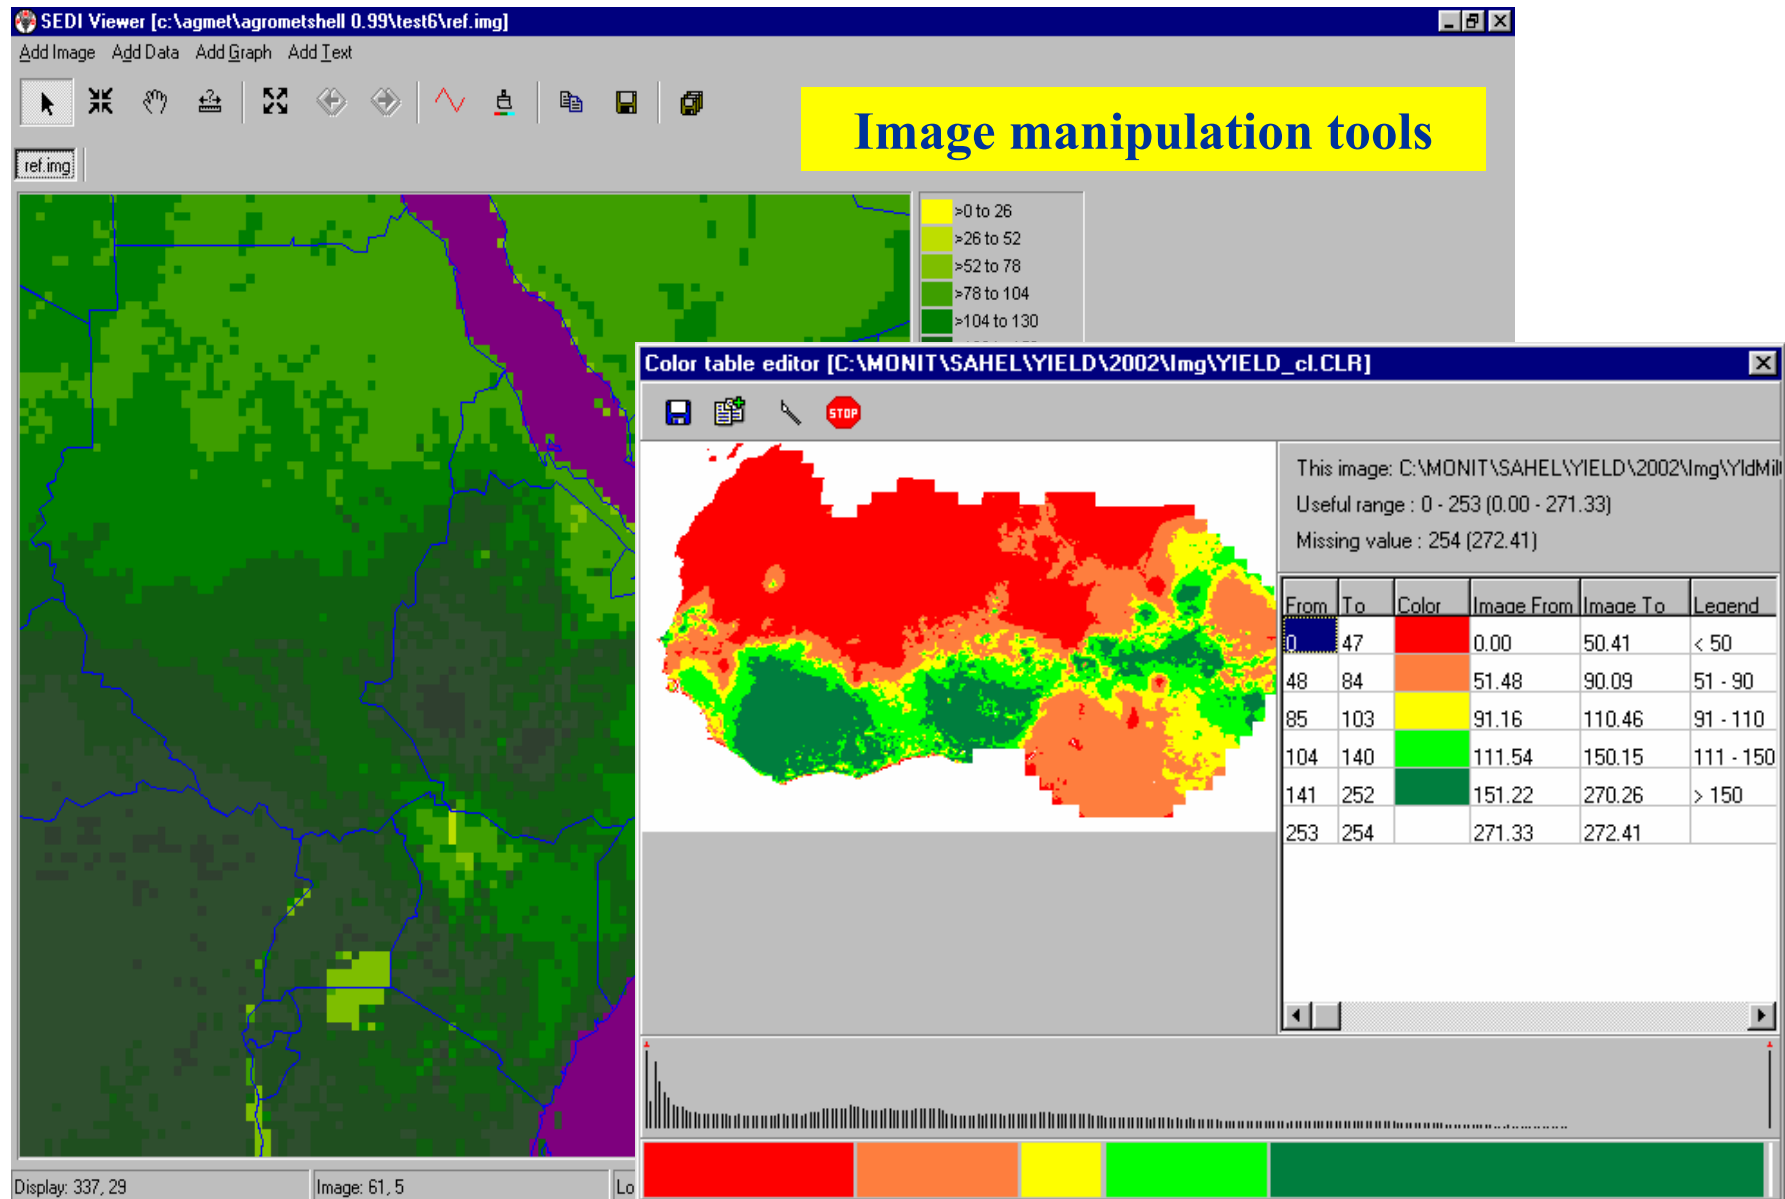 SEDI Viewer [c:\agmet\agrometshell 0.99\test6\ref.img]
Add Image Add Data Add Graph Add Text
Image manipulation tools
ref.img
>0 to 26
>26 to 52
>52 to 78
>78 to 104
>104 to 130
Color table editor [C:\MONIT\SAHEL\YIELD\2002\Img\YIELD_cl.CLR]
STOP
This image: C:\MONIT\SAHEL\YIELD\2002\Img\YldMill
Useful range : 0 - 253 (0.00 - 271.33)
Missing value : 254 (272.41)
From To Color Image From Image To Legend
0 47 0.00 50.41 < 50
48 84 51.48 90.09 51 - 90
85 103 91.16 110.46 91 - 110
104 140 111.54 150.15 111 - 150
141 252 151.22 270.26 > 150
253 254 271.33 272.41
Display: 337, 29 Image: 61, 5 Lo